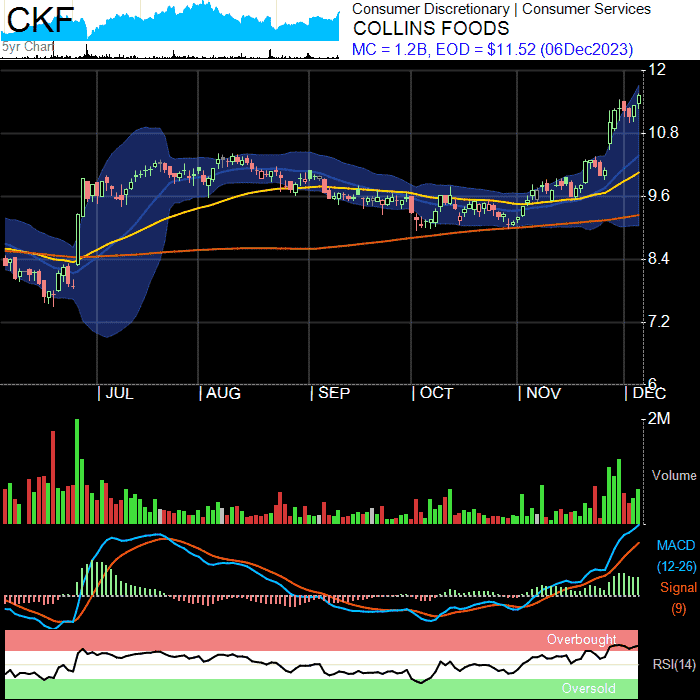 CKF
5yr Chart
Consumer Discretionary | Consumer Services
COLLINS FOODS
MC = 1.2B, EOD = $11.52 (06Dec2023)
12
10.8
9.6
8.4
7.2
6
| JUL | AUG | SEP | OCT | NOV | DEC
2M
Volume
MACD
(12-26)
Signal
(9)
Overbought
RSI(14)
Oversold